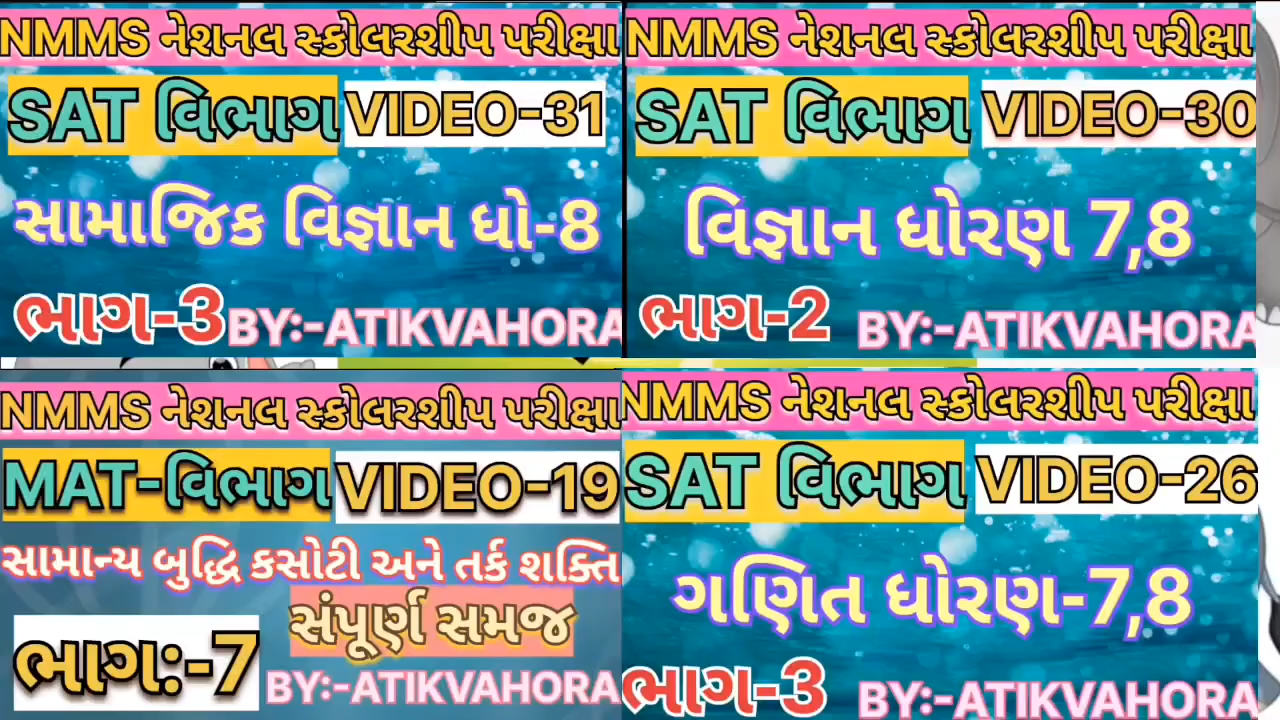 NMMS નેશનલ સ્કોલરશીપ પરીક્ષા
SAT વિભાગ VIDEO-31
સામાજિક વિજ્ઞાન ધો-8
ભાગ-3 BY:-ATIKVAHORA
NMMS નેશનલ સ્કોલરશીપ પરીક્ષા
SAT વિભાગ VIDEO-30
વિજ્ઞાન ધોરણ 7,8
ભાગ-2 BY:-ATIKVAHORA
NMMS નેશનલ સ્કોલરશીપ પરીક્ષા
MAT-વિભાગ VIDEO-19
સામાન્ય બુદ્ધિ કસોટી અને તર્ક શક્તિ
સંપૂર્ણ સમજ
ભાગ:-7 BY:-ATIKVAHORA
NMMS નેશનલ સ્કોલરશીપ પરીક્ષા
SAT વિભાગ VIDEO-26
ગણિત ધોરણ-7,8
ભાગ-3 BY:-ATIKVAHORA